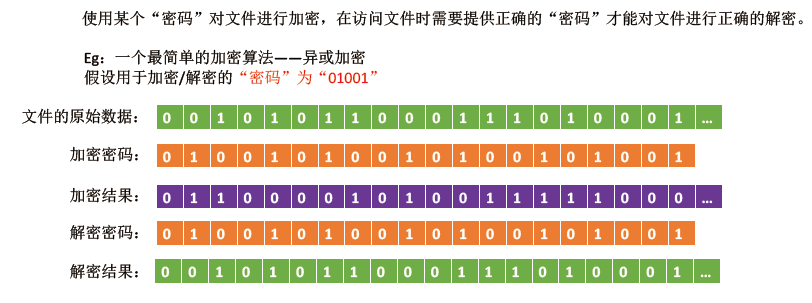 使用某个“密码”对文件进行加密，在访问文件时需要提供正确的“密码”才能对文件进行正确的解密。
Eg：一个最简单的加密算法——异或加密
假设用于加密/解密的“密码”为“01001”
文件的原始数据： 0 0 1 0 1 0 1 1 0 0 0 1 1 1 0 1 0 0 0 1 ...
加密密码： 0 1 0 0 1 0 1 0 0 1 0 1 0 0 1 0 1 0 0 1
加密结果： 0 1 1 0 0 0 0 1 0 1 0 0 1 1 1 1 1 0 0 0 ...
解密密码： 0 1 0 0 1 0 1 0 0 1 0 1 0 0 1 0 1 0 0 1
解密结果： 0 0 1 0 1 0 1 1 0 0 0 1 1 1 0 1 0 0 0 1 ...